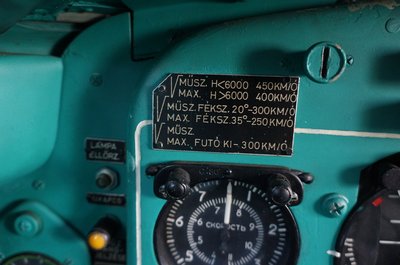 MŰSZ. H<6000 450KM/Ó
MAX. H>6000 400KM/Ó
MŰSZ. FÉKSZ. 20°-300KM/Ó
MAX. FÉKSZ. 35°-250KM/Ó
MŰSZ.
MAX. FUTÓ KI-300KM/Ó
LÁMPA
ELLŐRZ.
СКОРОСТЬ